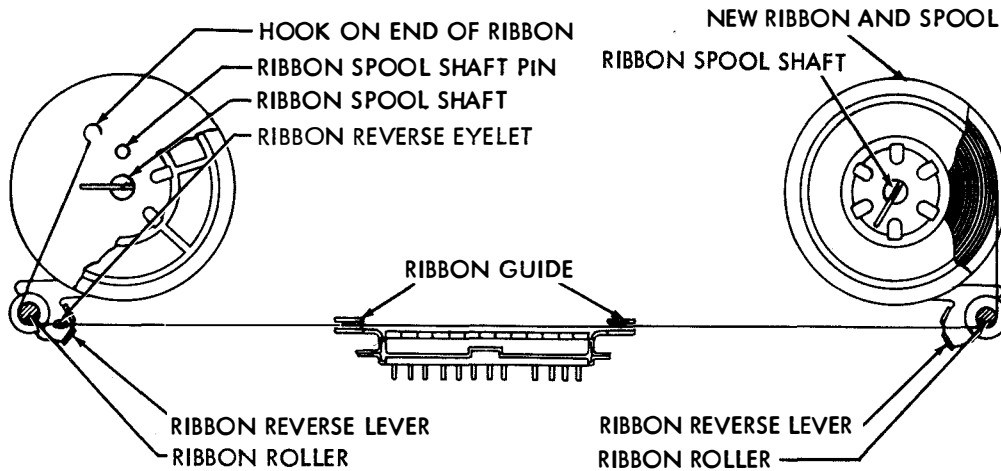 HOOK ON END OF RIBBON
RIBBON SPOOL SHAFT PIN
RIBBON SPOOL SHAFT
RIBBON REVERSE EYELET
NEW RIBBON AND SPOOL
RIBBON SPOOL SHAFT
RIBBON GUIDE
RIBBON REVERSE LEVER
RIBBON ROLLER
RIBBON REVERSE LEVER
RIBBON ROLLER